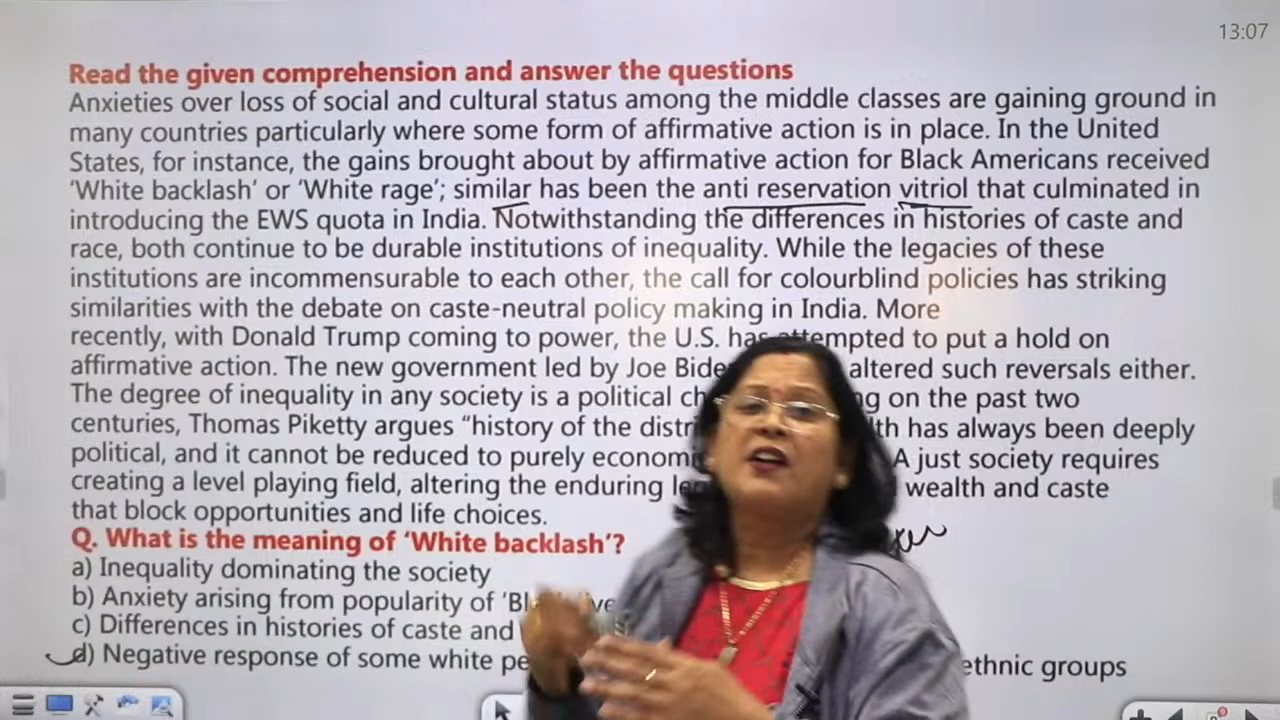 13:07
Read the given comprehension and answer the questions
Anxieties over loss of social and cultural status among the middle classes are gaining ground in
many countries particularly where some form of affirmative action is in place. In the United
States, for instance, the gains brought about by affirmative action for Black Americans received
‘White backlash’ or ‘White rage’; similar has been the anti reservation vitriol that culminated in
introducing the EWS quota in India. Notwithstanding the differences in histories of caste and
race, both continue to be durable institutions of inequality. While the legacies of these
institutions are incommensurable to each other, the call for colourblind policies has striking
similarities with the debate on caste-neutral policy making in India. More
recently, with Donald Trump coming to power, the U.S. has attempted to put a hold on
affirmative action. The new government led by Joe altered such reversals either.
The degree of inequality in any society is a political on the past two
centuries, Thomas Piketty argues “history of the has always been deeply
political, and it cannot be reduced to purely A just society requires
creating a level playing field, altering the enduring wealth and caste
that block opportunities and life choices.
Q. What is the meaning of ‘White backlash’?
a) Inequality dominating the society
b) Anxiety arising from popularity of
c) Differences in histories of caste and
d) Negative response of some white ethnic groups